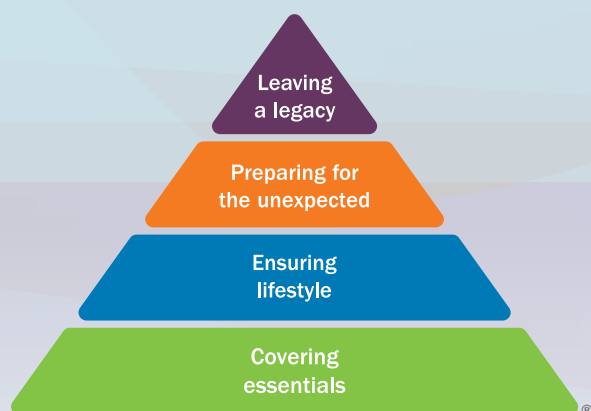 Leaving
a legacy
Preparing for
the unexpected
Ensuring
lifestyle
Covering
essentials
®